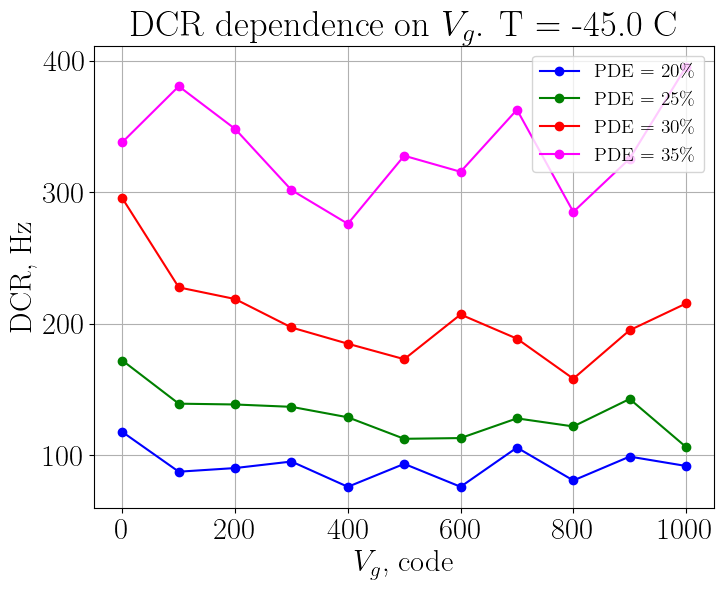 DCR dependence on V_g. T = -45.0 C
PDE = 20%
PDE = 25%
PDE = 30%
PDE = 35%
400
300
200
100
DCR, Hz
0 200 400 600 800 1000
V_g, code